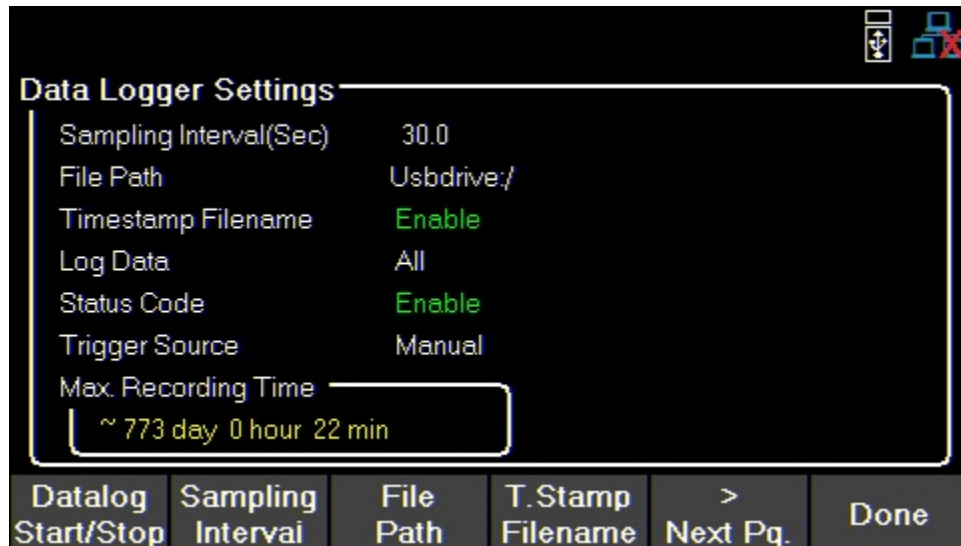 Data Logger Settings
Sampling Interval(Sec) 30.0
File Path Usbdrive:/
Timestamp Filename Enable
Log Data All
Status Code Enable
Trigger Source Manual
Max. Recording Time
~ 773 day 0 hour 22 min
Datalog Start/Stop
Sampling Interval
File Path
T.Stamp Filename
> Next Pg.
Done